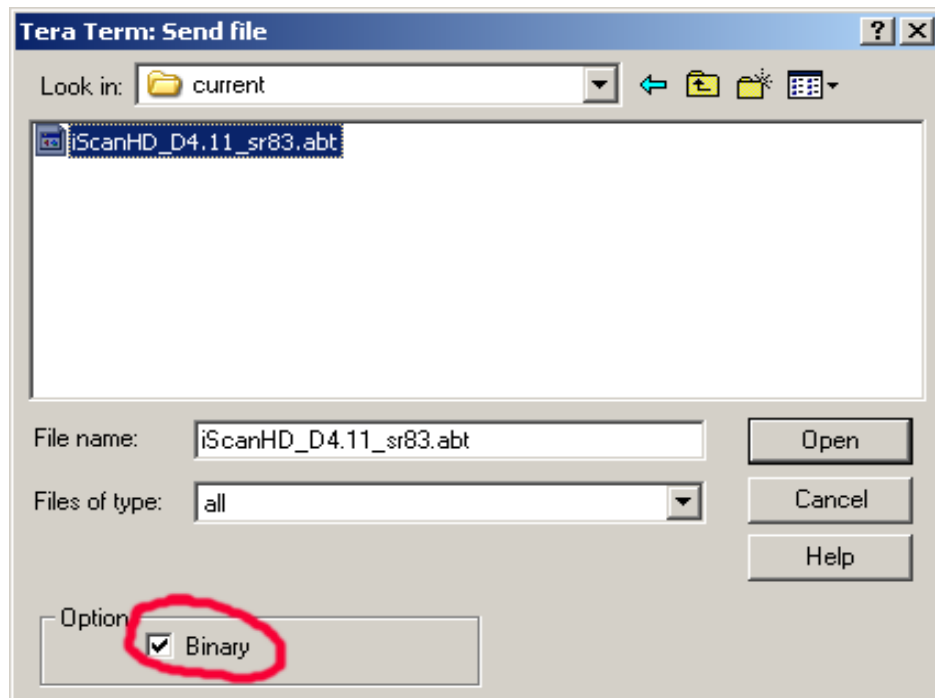 Tera Term: Send file
Look in: current
iScanHD_D4.11_sr83.abt
File name: iScanHD_D4.11_sr83.abt Open
Files of type: all Cancel
Help
Option
Binary